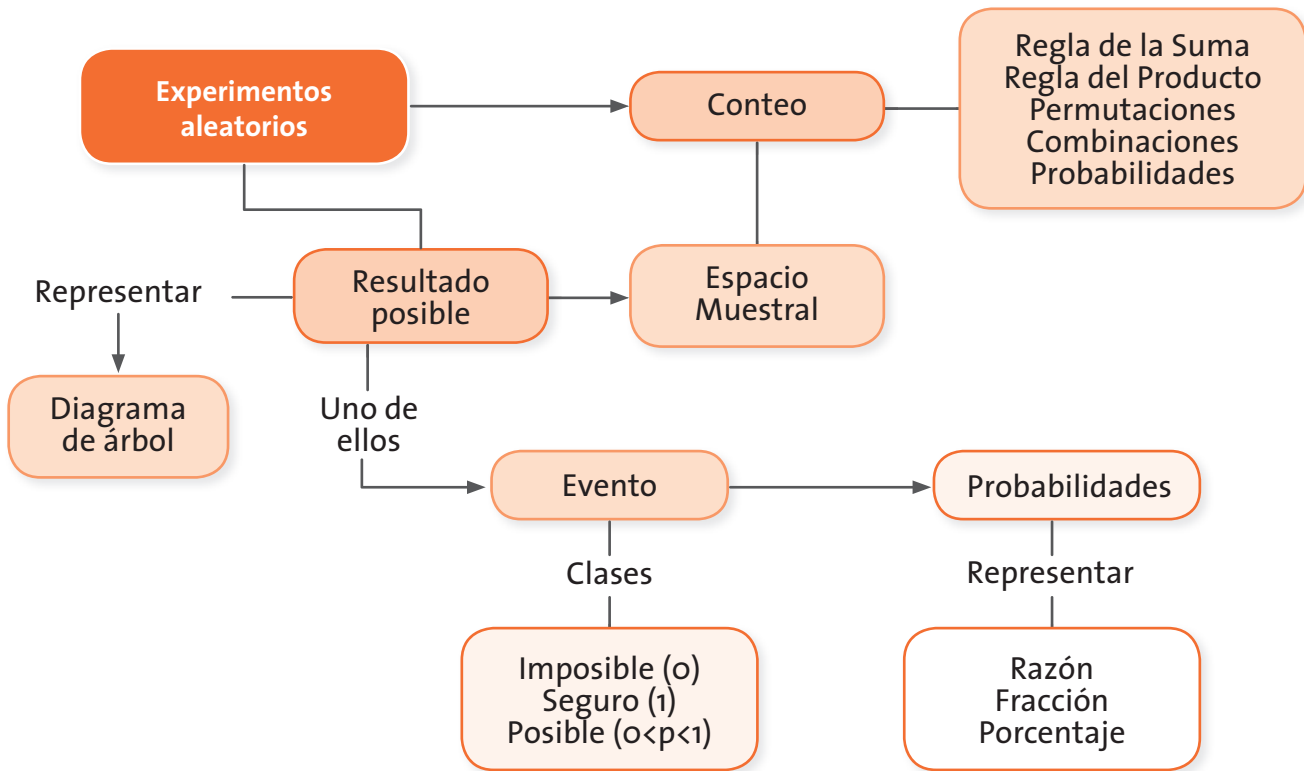 Experimentos
aleatorios
Conteo
Regla de la Suma
Regla del Producto
Permutaciones
Combinaciones
Probabilidades
Representar
Resultado
posible
Espacio
Muestral
Diagrama
de árbol
Uno de
ellos
Evento
Probabilidades
Clases
Representar
Imposible (0)
Seguro (1)
Posible (0<p<1)
Razón
Fracción
Porcentaje